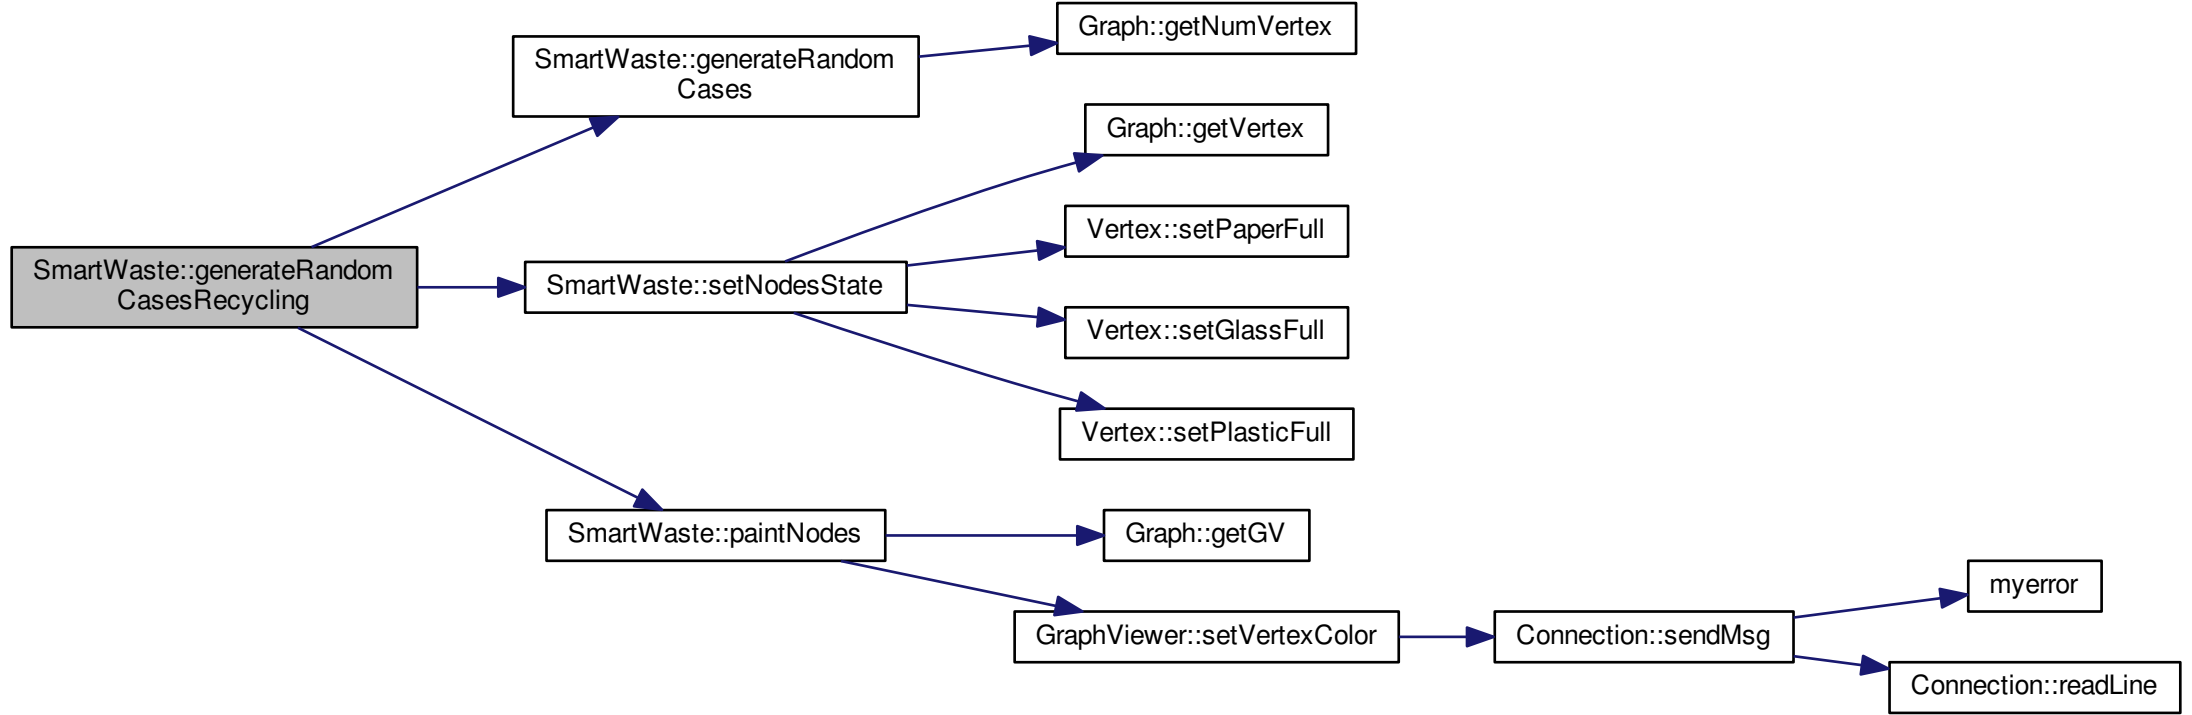 Graph::getNumVertex
SmartWaste::generateRandom
Cases
Graph::getVertex
Vertex::setPaperFull
SmartWaste::generateRandom
CasesRecycling
SmartWaste::setNodesState
Vertex::setGlassFull
Vertex::setPlasticFull
SmartWaste::paintNodes
Graph::getGV
myerror
GraphViewer::setVertexColor
Connection::sendMsg
Connection::readLine